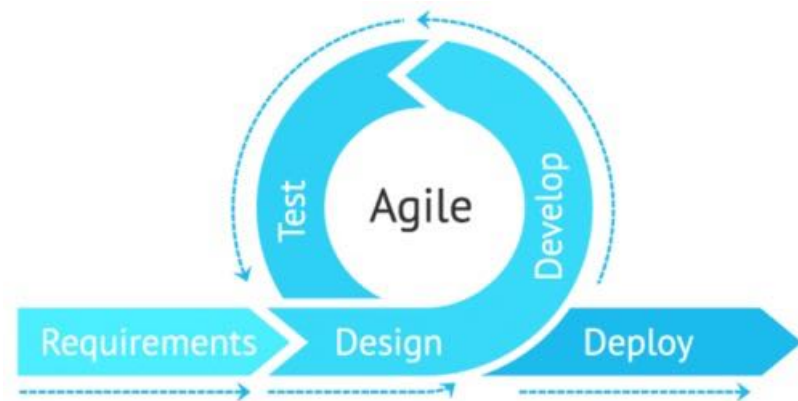 Agile
Test
Develop
Requirements
Design
Deploy